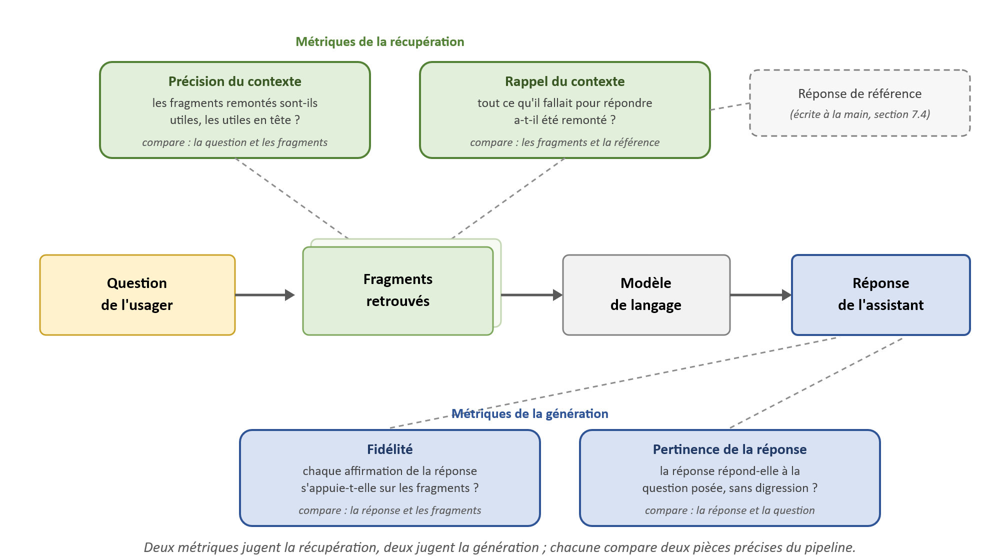 Métriques de la récupération
Précision du contexte
les fragments remontés sont-ils
utiles, les utiles en tête ?
compare : la question et les fragments
Rappel du contexte
tout ce qu'il fallait pour répondre
a-t-il été remonté ?
compare : les fragments et la référence
Réponse de référence
(écrite à la main, section 7.4)
Question
de l'usager
Fragments
retrouvés
Modèle
de langage
Réponse
de l'assistant
Métriques de la génération
Fidélité
chaque affirmation de la réponse
s'appuie-t-elle sur les fragments ?
compare : la réponse et les fragments
Pertinence de la réponse
la réponse répond-elle à la
question posée, sans digression ?
compare : la réponse et la question
Deux métriques jugent la récupération, deux jugent la génération ; chacune compare deux pièces précises du pipeline.